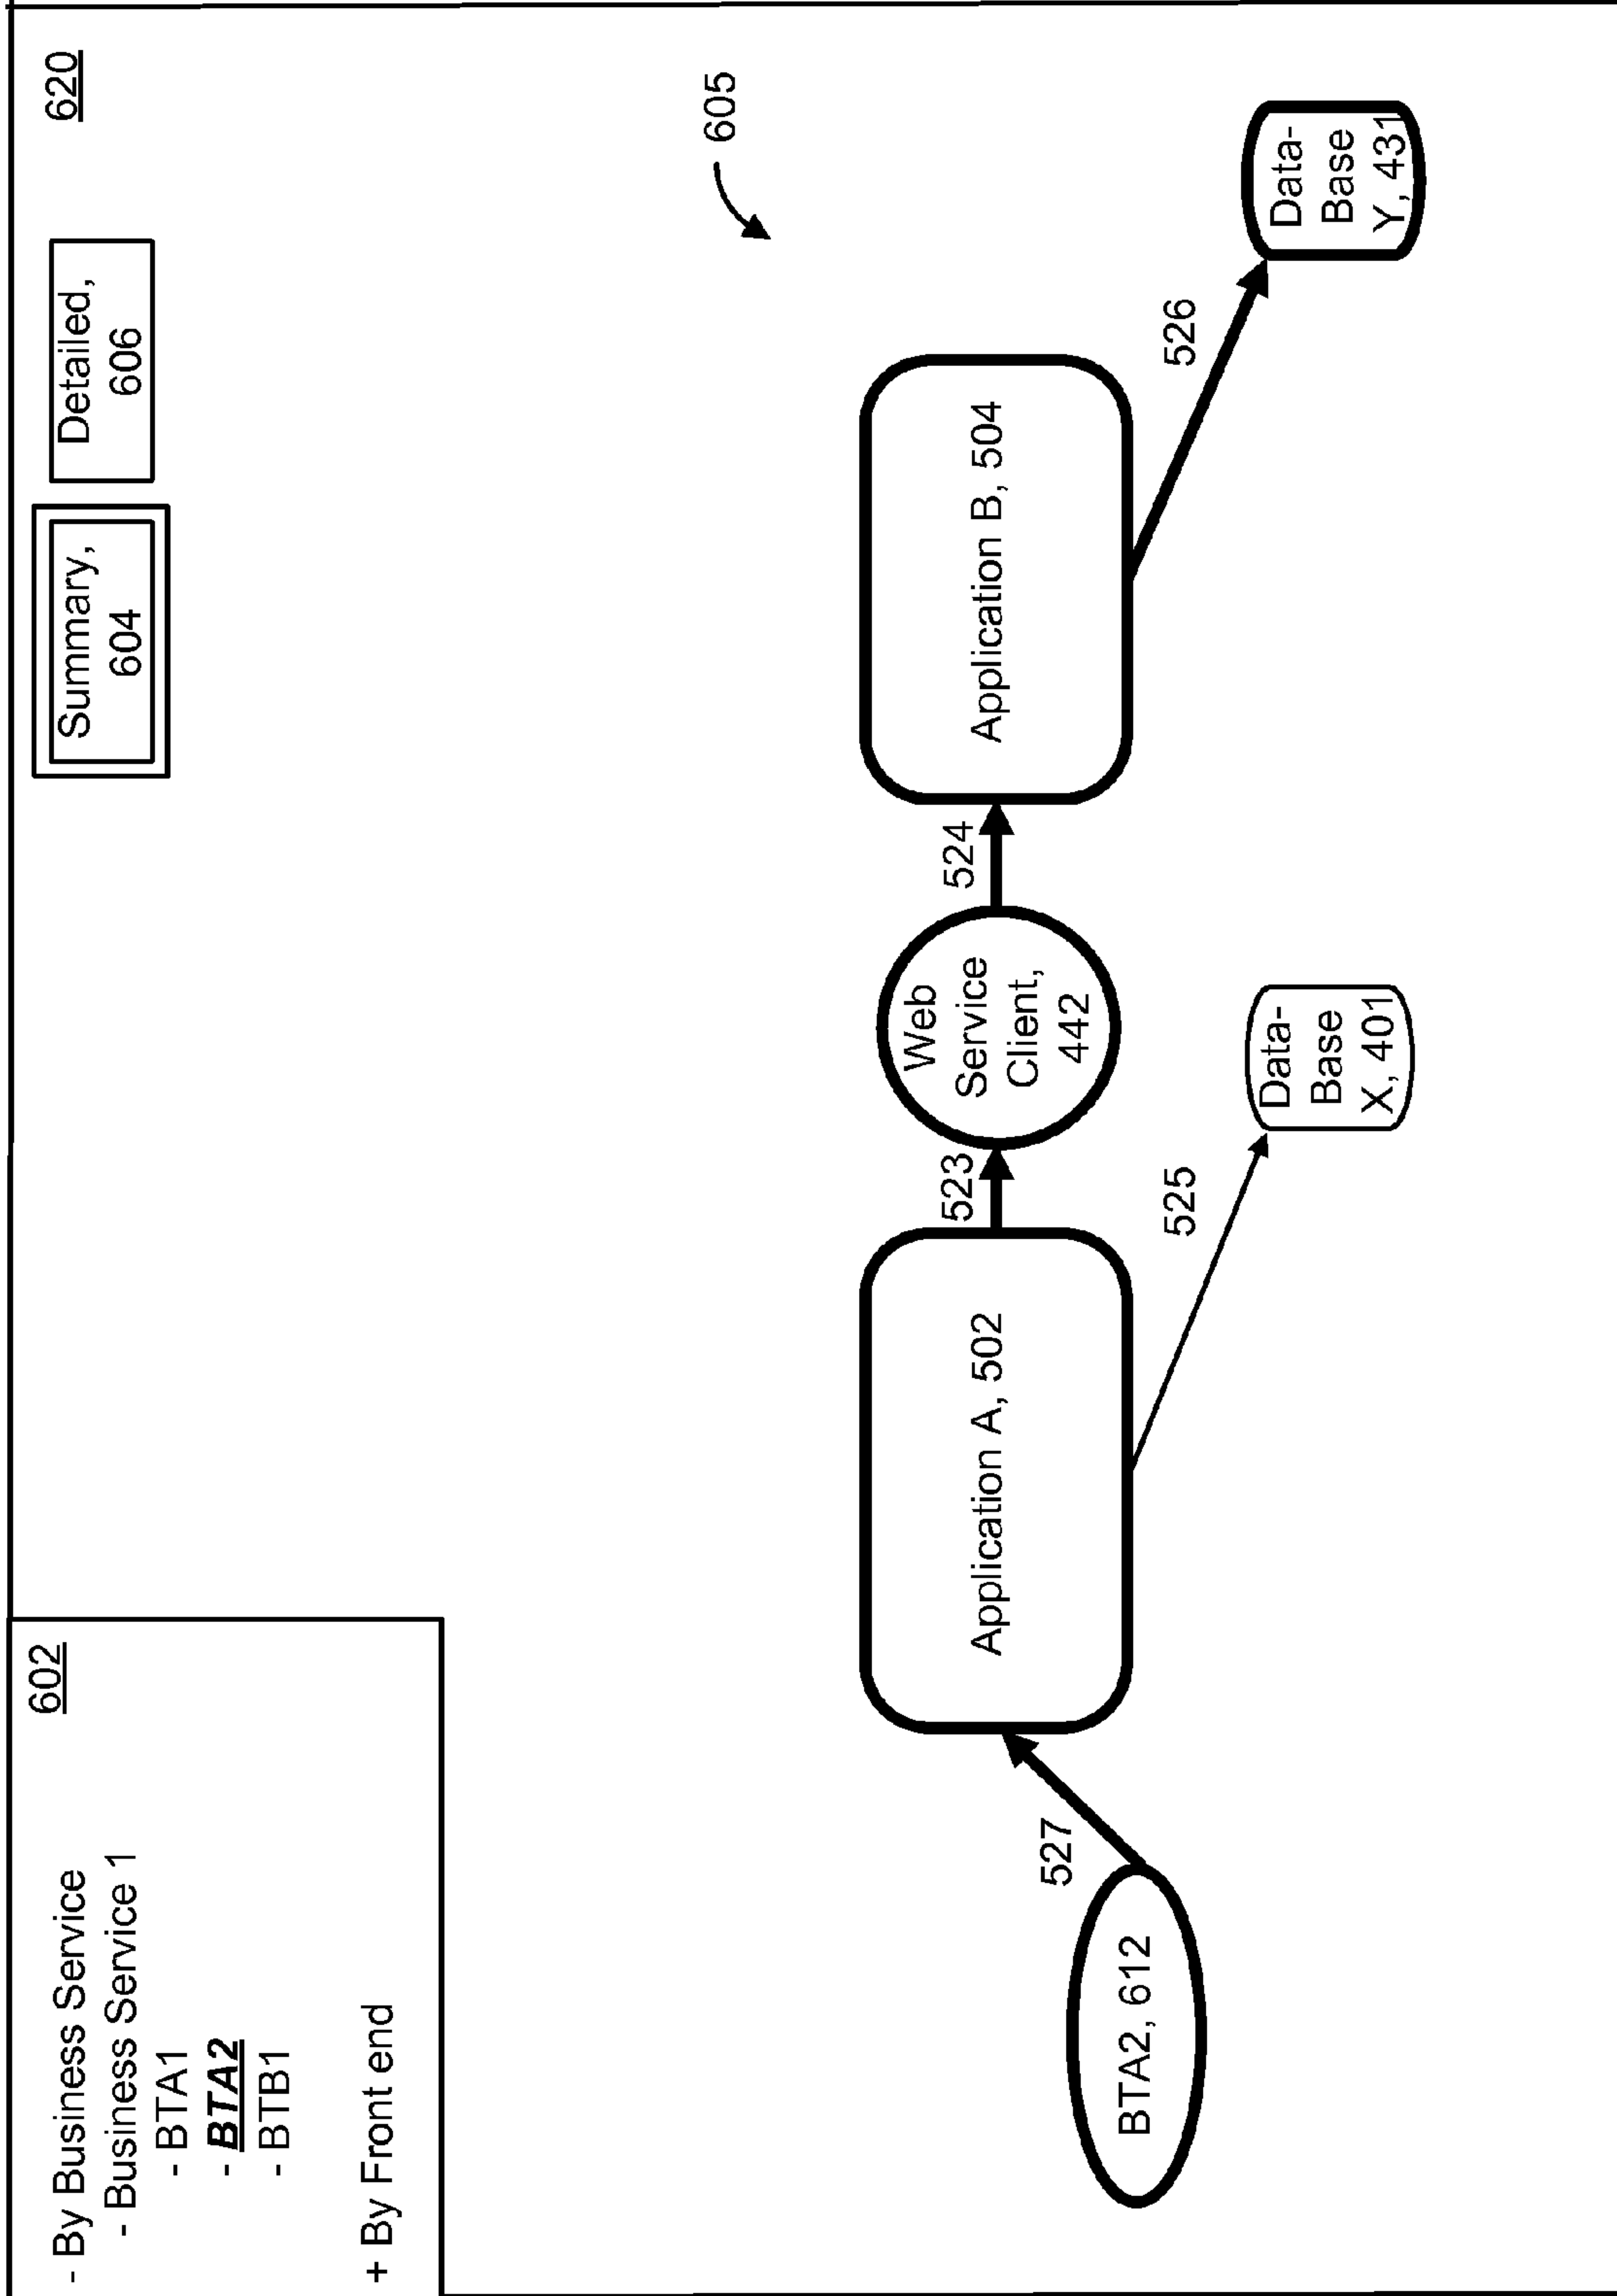 - By Business Service
- Business Service 1
- BTA1
- BTA2
- BTB1
+ By Front end
602
Summary,
604
Detailed,
606
620
605
BTA2, 612
527
Application A, 502
523
Web
Service
Client,
442
524
Application B, 504
525
Data-
Base
X, 401
526
Data-
Base
Y, 431